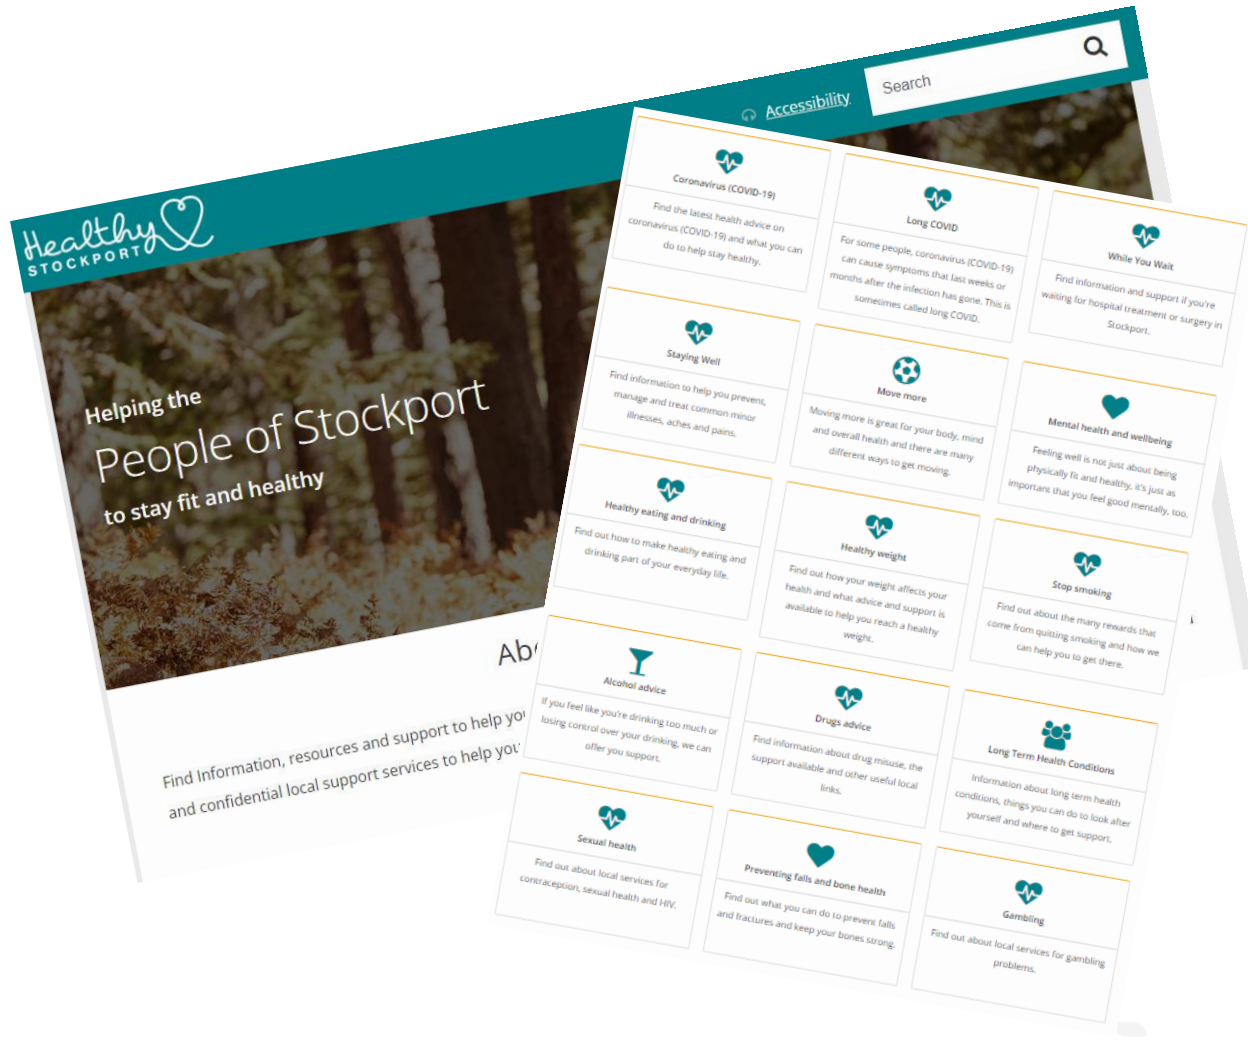 Accessibility
Search
Healthy
STOCKPORT
Helping the
People of Stockport
to stay fit and healthy
Find Information, resources and support to help you
and confidential local support services to help you
Coronavirus (COVID-19)
Find the latest health advice on
coronavirus (COVID-19) and what you can
do to help stay healthy.
Long COVID
For some people, coronavirus (COVID-19)
can cause symptoms that last weeks or
months after the infection has gone. This is
sometimes called long COVID.
While You Wait
Find information and support if you're
waiting for hospital treatment or surgery in
Stockport.
Staying Well
Find information to help you prevent,
manage and treat common minor
illnesses, aches and pains.
Move more
Moving more is great for your body, mind
and overall health and there are many
different ways to get moving.
Mental health and wellbeing
Feeling well is not just about being
physically fit and healthy, it's just as
important that you feel good mentally, too.
Healthy eating and drinking
Find out how to make healthy eating and
drinking part of your everyday life.
Healthy weight
Find out how your weight affects your
health and what advice and support is
available to help you reach a healthy
weight.
Stop smoking
Find out about the many rewards that
come from quitting smoking and how we
can help you to get there.
Alcohol advice
If you feel like you're drinking too much or
losing control over your drinking, we can
offer you support.
Drugs advice
Find information about drug misuse, the
support available and other useful local
links.
Long Term Health Conditions
Information about long term health
conditions, things you can do to look after
yourself and where to get support.
Sexual health
Find out about local services for
contraception, sexual health and HIV.
Preventing falls and bone health
Find out what you can do to prevent falls
and fractures and keep your bones strong.
Gambling
Find out about local services for gambling
problems.